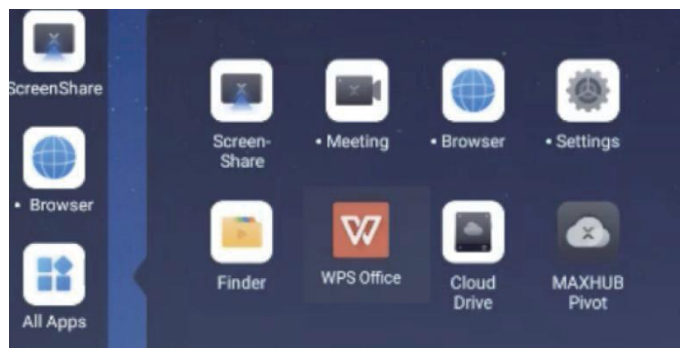 ScreenShare
• Browser
All Apps
Screen-
Share
• Meeting
• Browser
• Settings
Finder
WPS Office
Cloud
Drive
MAXHUB
Pivot